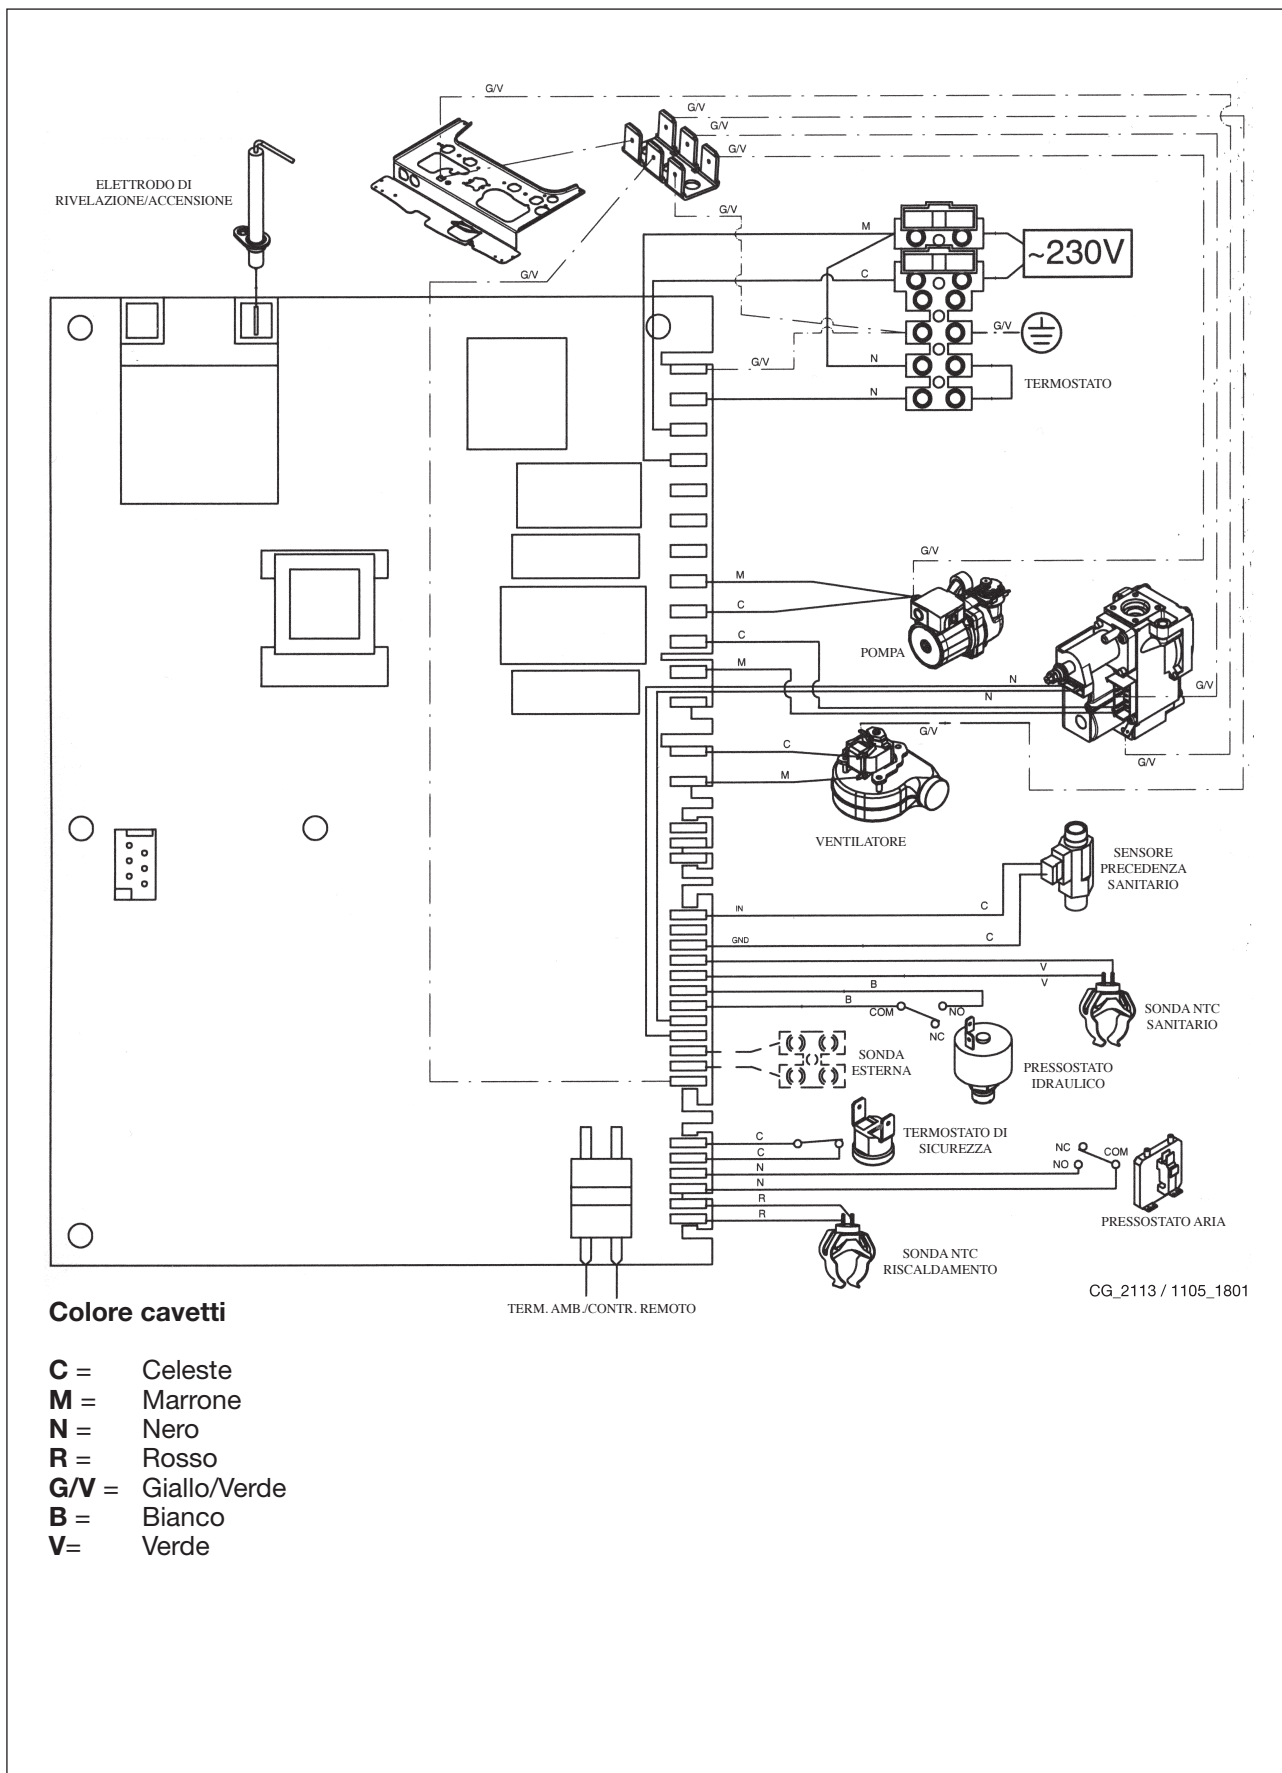 G/V
G/V
G/V
G/V
ELETTRODO DI
RIVELAZIONE/ACCENSIONE
G/V
G/V
M
~230V
C
G/V
G/V
N
TERMOSTATO
N
G/V
M
C
POMPA
C
M
N
N
G/V
G/V
G/V
C
M
VENTILATORE
SENSORE
PRECEDENZA
SANITARIO
IN
C
GND
C
V
V
B
B
COM
NO
NC
SONDA NTC
SANITARIO
SONDA
ESTERNA
PRESSOSTATO
IDRAULICO
C
C
TERMOSTATO DI
SICUREZZA
N
N
NC
NO
COM
R
R
PRESSOSTATO ARIA
SONDA NTC
RISCALDAMENTO
CG_2113 / 1105_1801
TERM. AMB./CONTR. REMOTO
Colore cavetti
C = Celeste
M = Marrone
N = Nero
R = Rosso
G/V = Giallo/Verde
B = Bianco
V= Verde